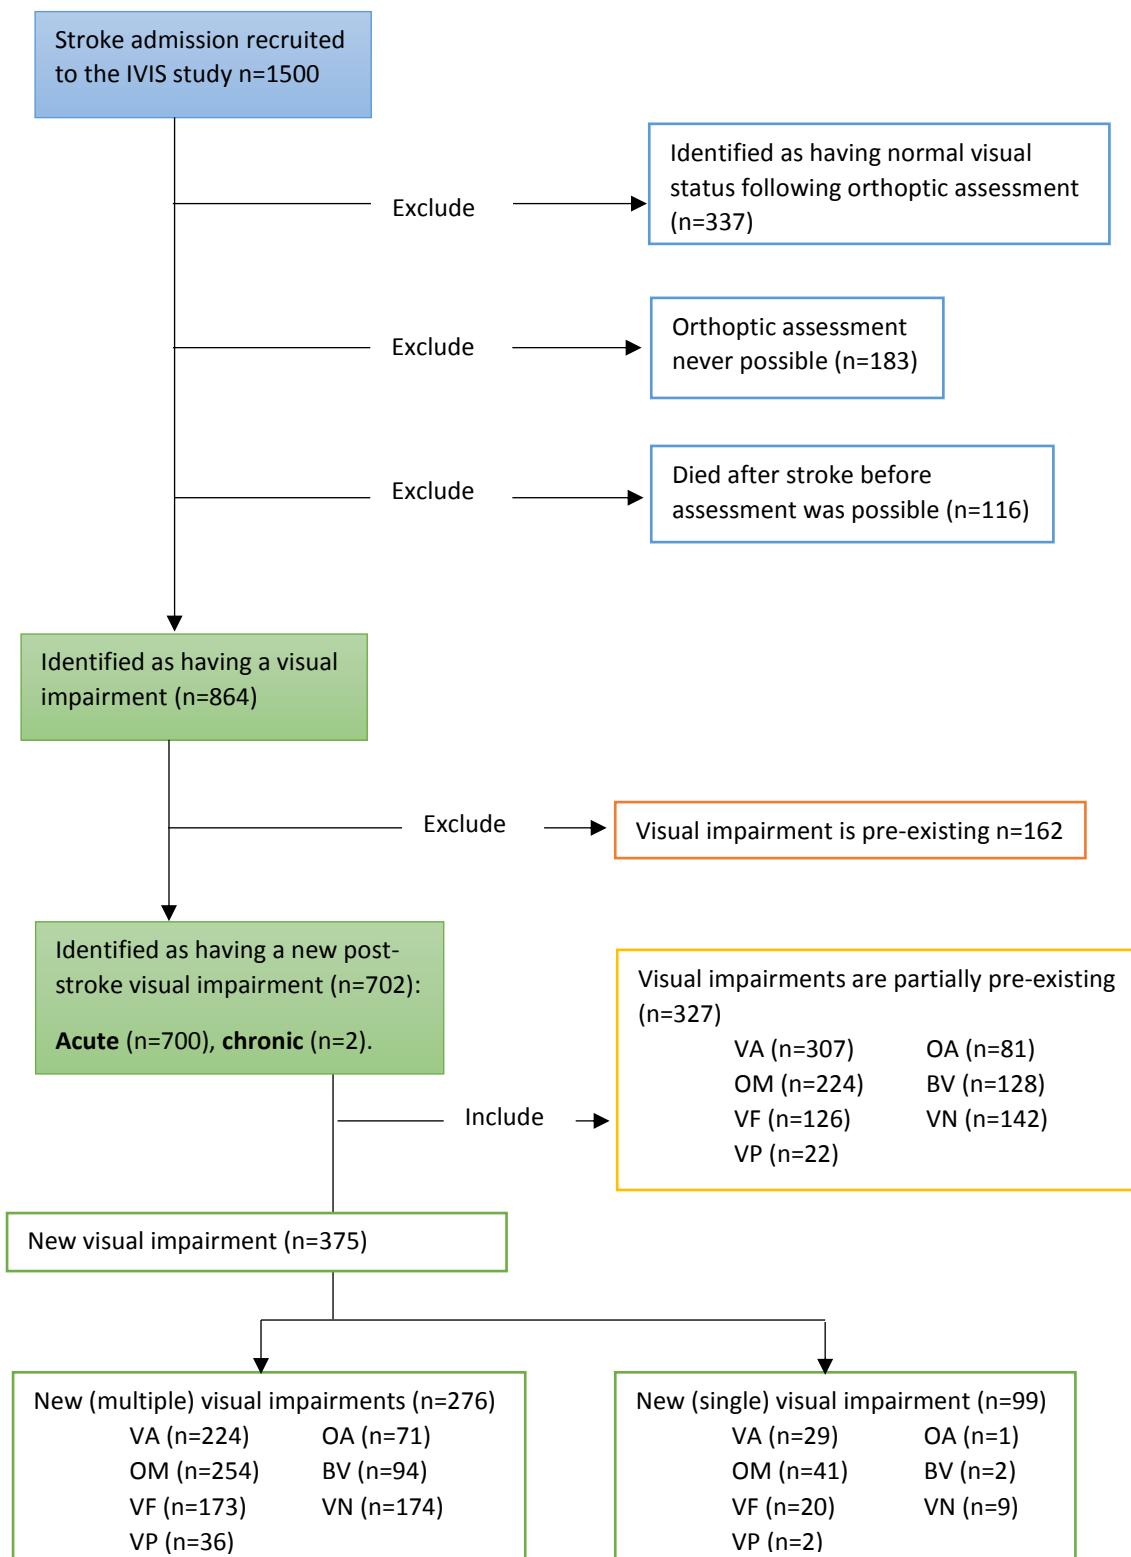 Stroke admission recruited
to the IVIS study n=1500
Exclude
Identified as having normal visual
status following orthoptic assessment
(n=337)
Exclude
Orthoptic assessment
never possible (n=183)
Exclude
Died after stroke before
assessment was possible (n=116)
Identified as having a visual
impairment (n=864)
Exclude
Visual impairment is pre-existing n=162
Identified as having a new post-
stroke visual impairment (n=702):
Acute (n=700), chronic (n=2).
Include
Visual impairments are partially pre-existing
(n=327)
VA (n=307) OA (n=81)
OM (n=224) BV (n=128)
VF (n=126) VN (n=142)
VP (n=22)
New visual impairment (n=375)
New (multiple) visual impairments (n=276)
VA (n=224) OA (n=71)
OM (n=254) BV (n=94)
VF (n=173) VN (n=174)
VP (n=36)
New (single) visual impairment (n=99)
VA (n=29) OA (n=1)
OM (n=41) BV (n=2)
VF (n=20) VN (n=9)
VP (n=2)